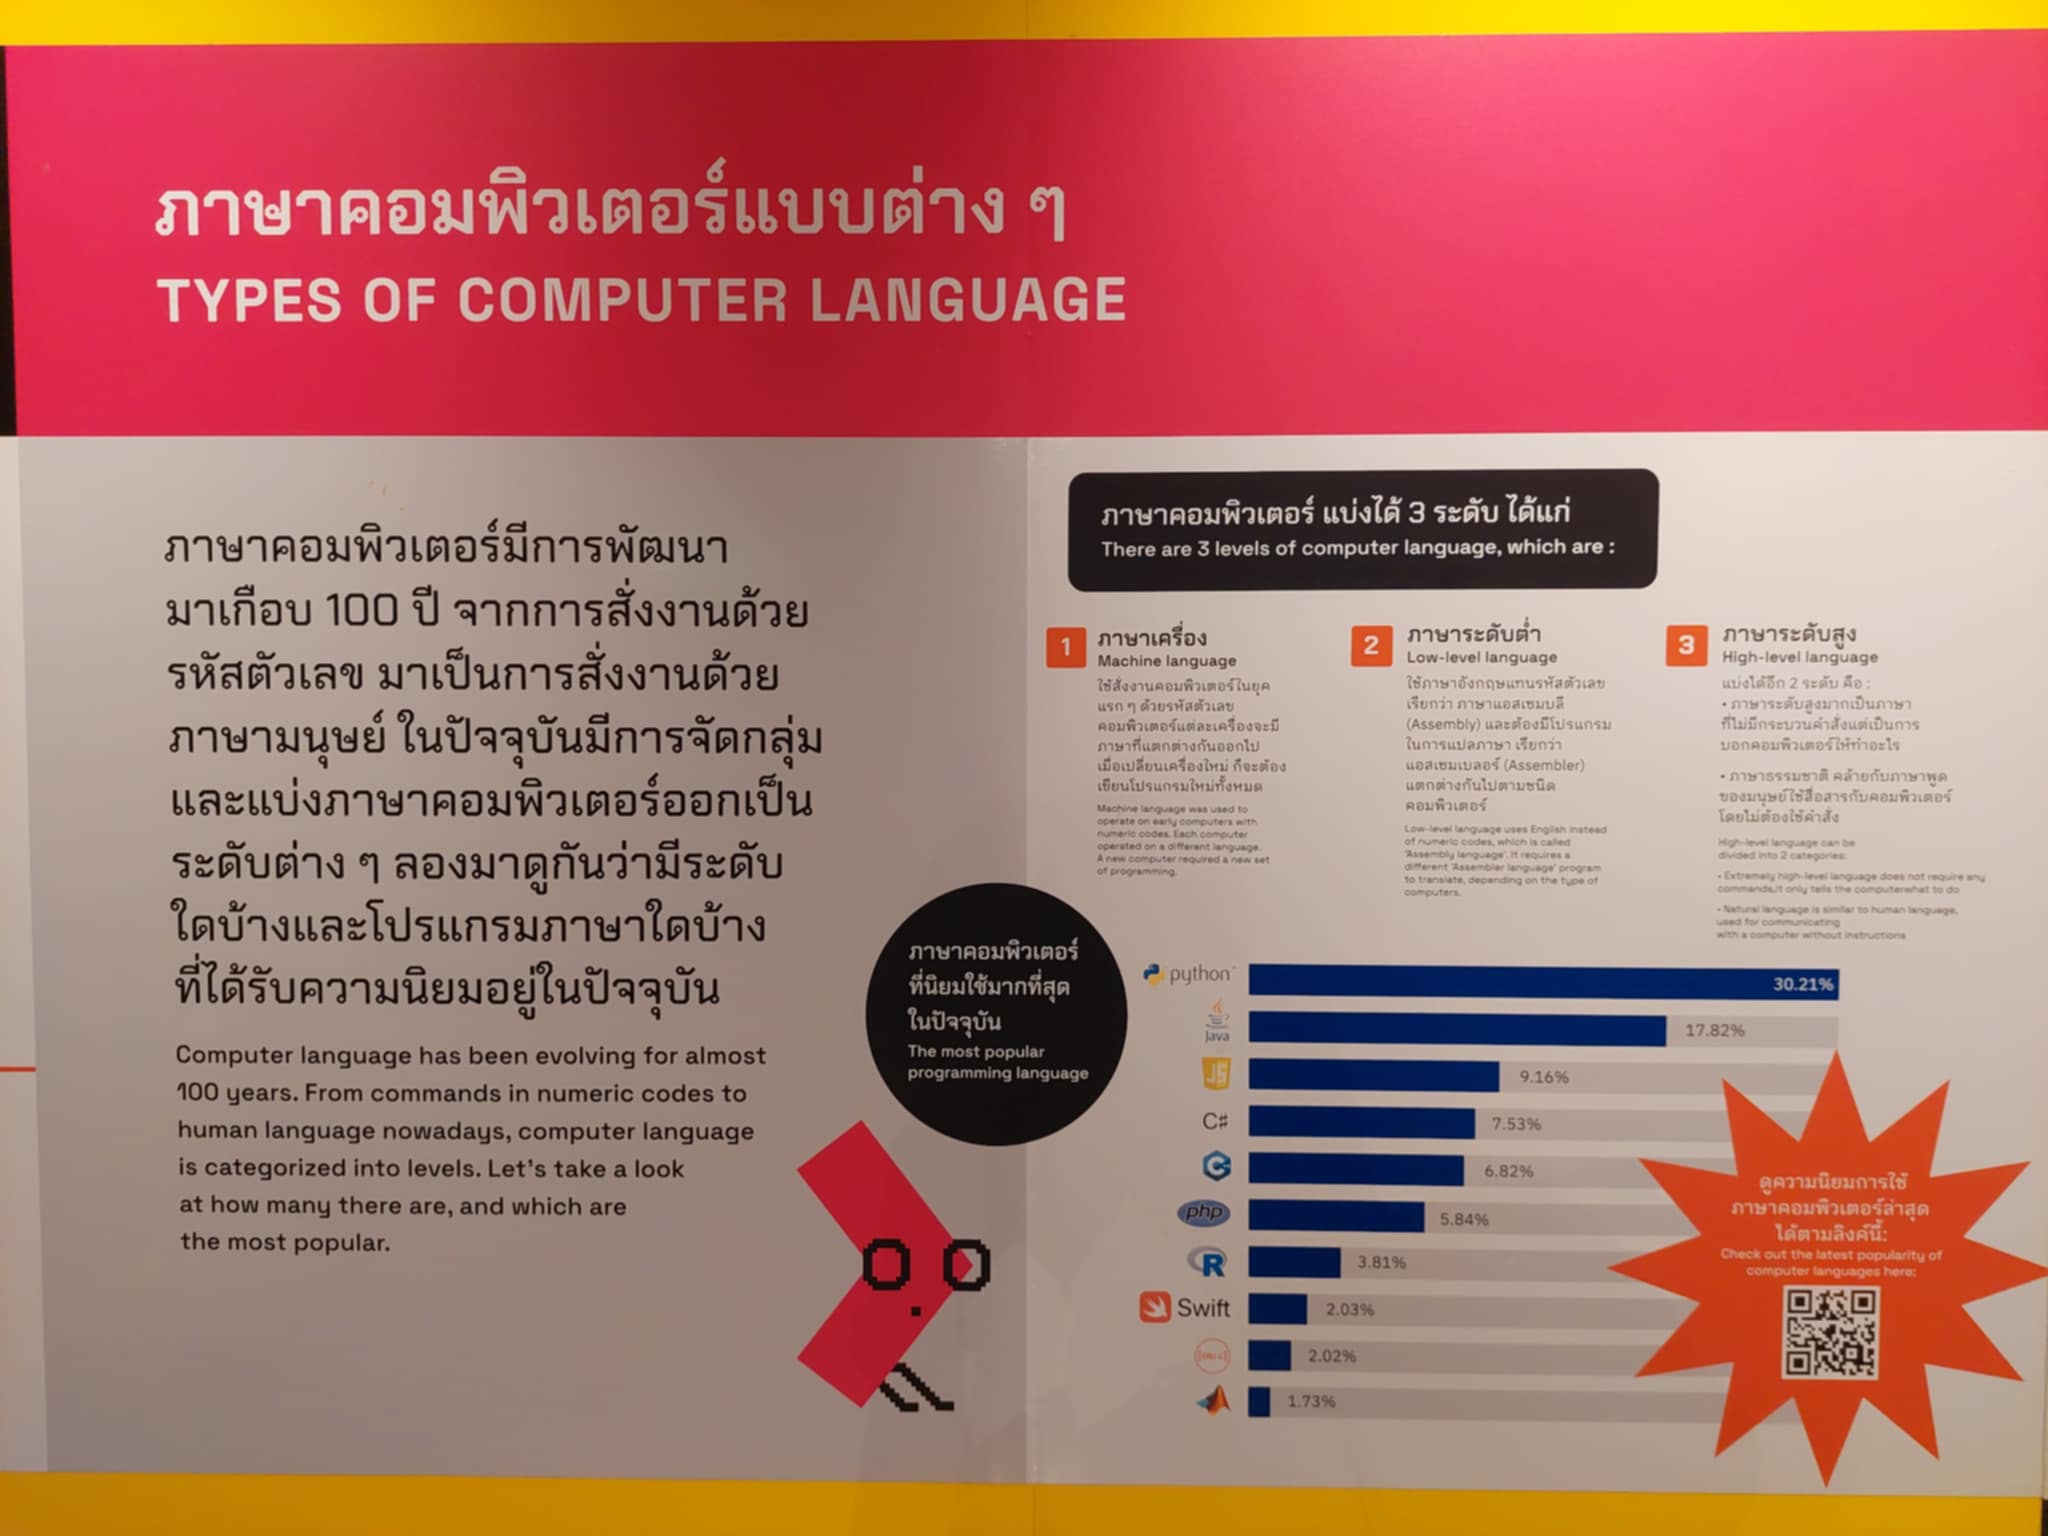 ภาษาคอมพิวเตอร์แบบต่าง ๆ
TYPES OF COMPUTER LANGUAGE
ภาษาคอมพิวเตอร์มีการพัฒนา
มาเกือบ 100 ปี จากการสั่งงานด้วย
รหัสตัวเลข มาเป็นการสั่งงานด้วย
ภาษามนุษย์ ในปัจจุบันมีการจัดกลุ่ม
และแบ่งภาษาคอมพิวเตอร์ออกเป็น
ระดับต่าง ๆ ลองมาดูกันว่ามีระดับ
ใดบ้างและโปรแกรมภาษาใดบ้าง
ที่ได้รับความนิยมอยู่ในปัจจุบัน
Computer language has been evolving for almost
100 years. From commands in numeric codes to
human language nowadays, computer language
is categorized into levels. Let's take a look
at how many there are, and which are
the most popular.
ภาษาคอมพิวเตอร์ แบ่งได้ 3 ระดับ ได้แก่
There are 3 levels of computer language, which are :
1
ภาษาเครื่อง
Machine language
ใช้สั่งงานคอมพิวเตอร์ในยุค
แรก ๆ ด้วยรหัสตัวเลข
คอมพิวเตอร์แต่ละเครื่องจะมี
ภาษาที่แตกต่างกันออกไป
เมื่อเปลี่ยนเครื่องใหม่ ก็จะต้อง
เขียนโปรแกรมใหม่ทั้งหมด
Machine language was used to
operate on early computers with
numeric codes. Each computer
operated on a different language.
A new computer required a new set
of programming.
2
ภาษาระดับต่ำ
Low-level language
ใช้ภาษาอังกฤษแทนรหัสตัวเลข
เรียกว่า ภาษาแอสเซมบลี
(Assembly) และต้องมีโปรแกรม
ในการแปลภาษา เรียกว่า
แอสเซมเบลอร์ (Assembler)
แตกต่างกันไปตามชนิด
คอมพิวเตอร์
Low-level language uses English instead
of numeric codes, which is called
'Assembly language'. It requires a
different 'Assembler language' program
to translate, depending on the type of
computers.
3
ภาษาระดับสูง
High-level language
แบ่งได้อีก 2 ระดับ คือ :
• ภาษาระดับสูงมากเป็นภาษา
ที่ไม่มีกระบวนคำสั่งแต่เป็นการ
บอกคอมพิวเตอร์ให้ทำอะไร
• ภาษาธรรมชาติ คล้ายกับภาษาพูด
ของมนุษย์ใช้สื่อสารกับคอมพิวเตอร์
โดยไม่ต้องใช้คำสั่ง
High-level language can be
divided into 2 categories:
• Extremely high-level language does not require any
commands,it only tells the computerwhat to do
• Natural language is similar to human language,
used for communicating
with a computer without instructions
ภาษาคอมพิวเตอร์
ที่นิยมใช้มากที่สุด
ในปัจจุบัน
The most popular
programming language
python 30.21%
Java 17.82%
JS 9.16%
C# 7.53%
C 6.82%
php 5.84%
R 3.81%
Swift 2.03%
2.02%
1.73%
ดูความนิยมการใช้
ภาษาคอมพิวเตอร์ล่าสุด
ได้ตามลิงค์นี้:
Check out the latest popularity of
computer languages here: